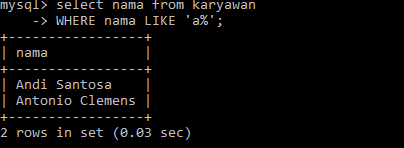 mysql> select nama from karyawan
    -> WHERE nama LIKE 'a%';
+-----------------+
| nama            |
+-----------------+
| Andi Santosa    |
| Antonio Clemens |
+-----------------+
2 rows in set (0.03 sec)